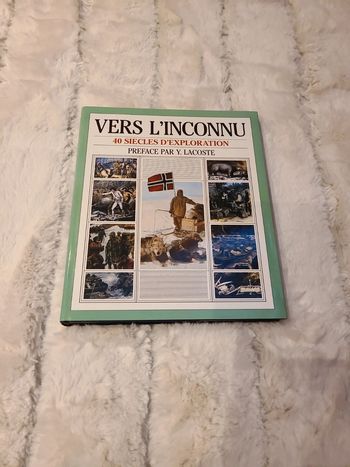 VERS L'INCONNU
40 SIECLES D'EXPLORATION
PREFACE PAR Y. LACOSTE